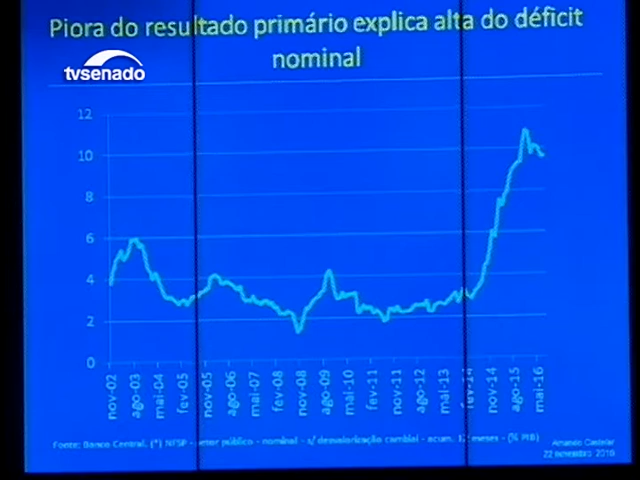 Piora do resultado primário explica alta do déficit
nominal
tvsenado
12
10
8
6
4
2
0
nov-02
ago-03
mai-04
fev-05
nov-05
ago-06
mai-07
fev-08
nov-08
ago-09
mai-10
fev-11
nov-11
ago-12
mai-13
fev-14
nov-14
ago-15
mai-16
Fonte: Banco Central. (*) NFSP - setor público - nominal - s/ desvalorização cambial - acum. 12 meses - (% PIB)
Armando Castelar
22 novembro 2016